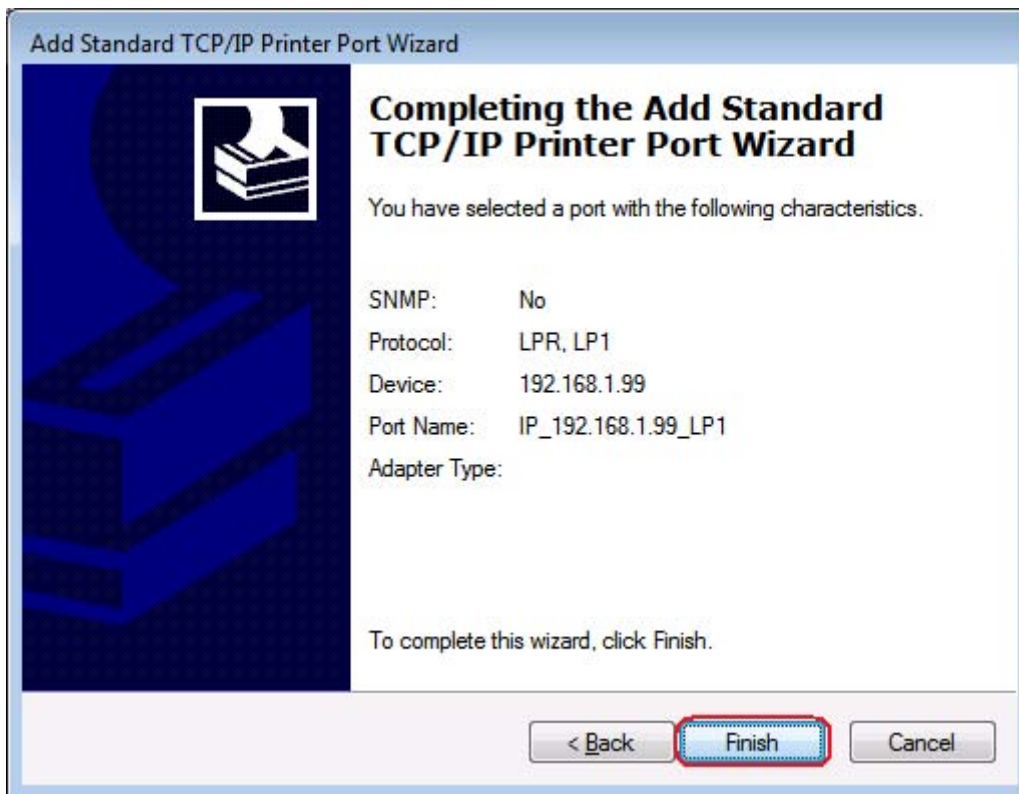 Add Standard TCP/IP Printer Port Wizard
Completing the Add Standard
TCP/IP Printer Port Wizard
You have selected a port with the following characteristics.
SNMP: No
Protocol: LPR, LP1
Device: 192.168.1.99
Port Name: IP_192.168.1.99_LP1
Adapter Type:
To complete this wizard, click Finish.
< Back Finish Cancel